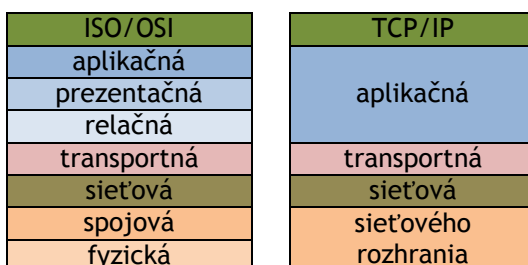 ISO/OSI
aplikačná
prezentačná
relačná
transportná
sieťová
spojová
fyzická
TCP/IP
aplikačná
transportná
sieťová
sieťového
rozhrania